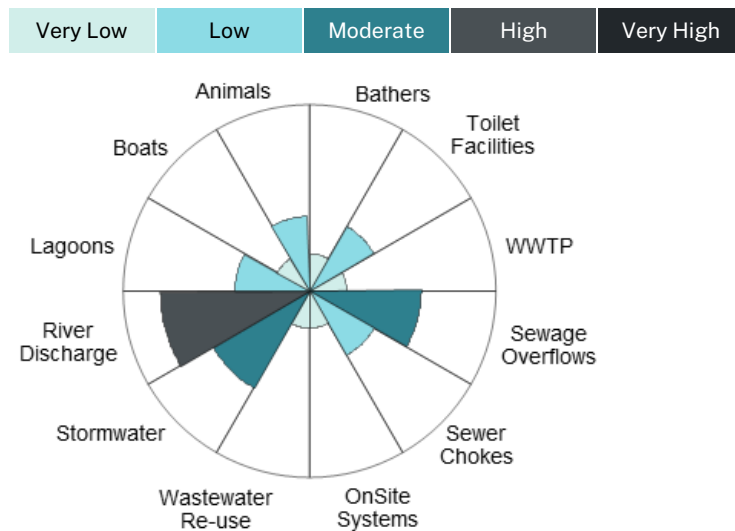 Very Low
Low
Moderate
High
Very High
Animals
Bathers
Boats
Toilet
Facilities
Lagoons
WWTP
River
Discharge
Sewage
Overflows
Stormwater
Sewer
Chokes
Wastewater
Re-use
OnSite
Systems